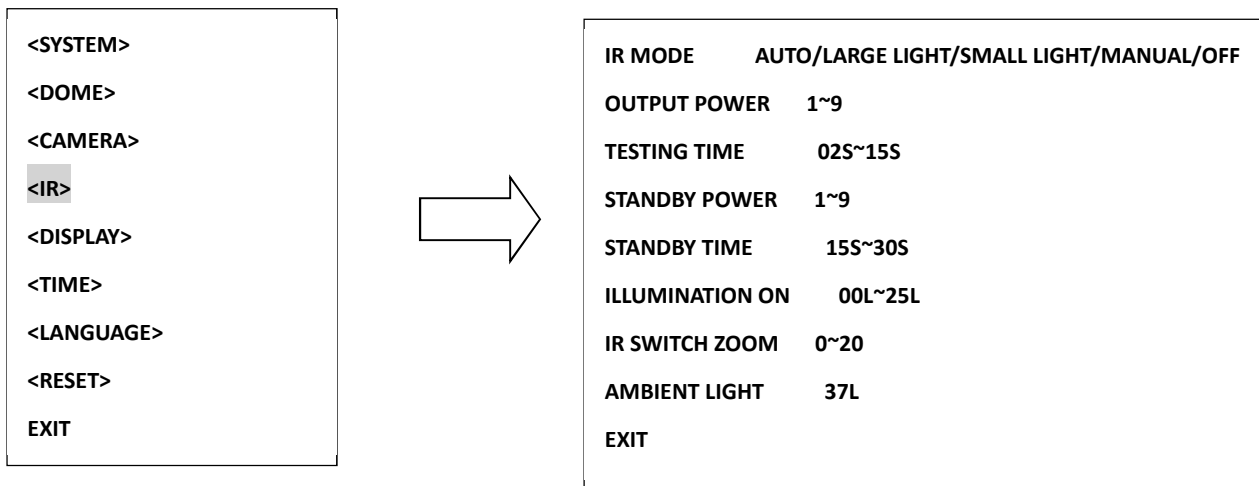 <SYSTEM>
<DOME>
<CAMERA>
<IR>
<DISPLAY>
<TIME>
<LANGUAGE>
<RESET>
EXIT
IR MODE AUTO/LARGE LIGHT/SMALL LIGHT/MANUAL/OFF
OUTPUT POWER 1~9
TESTING TIME 02S~15S
STANDBY POWER 1~9
STANDBY TIME 15S~30S
ILLUMINATION ON 00L~25L
IR SWITCH ZOOM 0~20
AMBIENT LIGHT 37L
EXIT